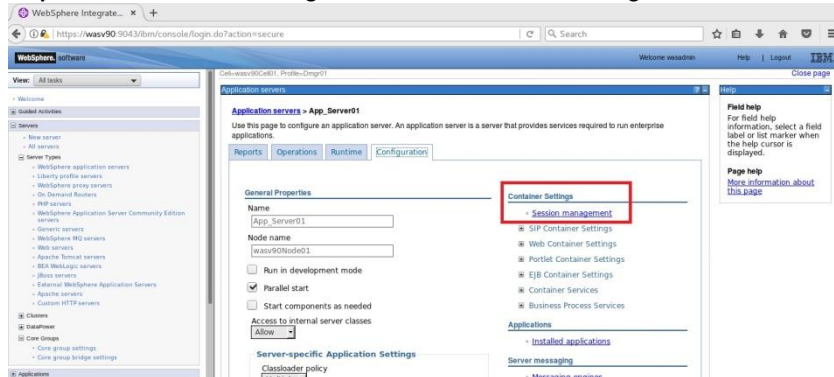 WebSphere Integrate... × +
https://wasv90:9043/ibm/console/login.do?action=secure
Search
WebSphere. software
Welcome wasadmin
Help | Logout
IBM
Cell=wasv90Cell01, Profile=Dmgr01
Close page
View: All tasks
Welcome
Guided Activities
Servers
New server
All servers
Server Types
WebSphere application servers
Liberty profile servers
WebSphere proxy servers
On Demand Routers
PHP servers
WebSphere Application Server Community Edition
servers
Generic servers
WebSphere MQ servers
Web servers
Apache Tomcat servers
BEA WebLogic servers
JBoss servers
External WebSphere Application Servers
Apache servers
Custom HTTP servers
Clusters
DataPower
Core Groups
Core group settings
Core group bridge settings
Applications
Application servers
Application servers > App_Server01
Use this page to configure an application server. An application server is a server that provides services required to run enterprise
applications.
Reports Operations Runtime Configuration
General Properties
Name
App_Server01
Node name
wasv90Node01
Run in development mode
Parallel start
Start components as needed
Access to internal server classes
Allow
Server-specific Application Settings
Classloader policy
Container Settings
Session management
SIP Container Settings
Web Container Settings
Portlet Container Settings
EJB Container Settings
Container Services
Business Process Services
Applications
Installed applications
Server messaging
Messaging engines
Help
Field help
For field help
information, select a field
label or list marker when
the help cursor is
displayed.
Page help
More information about
this page